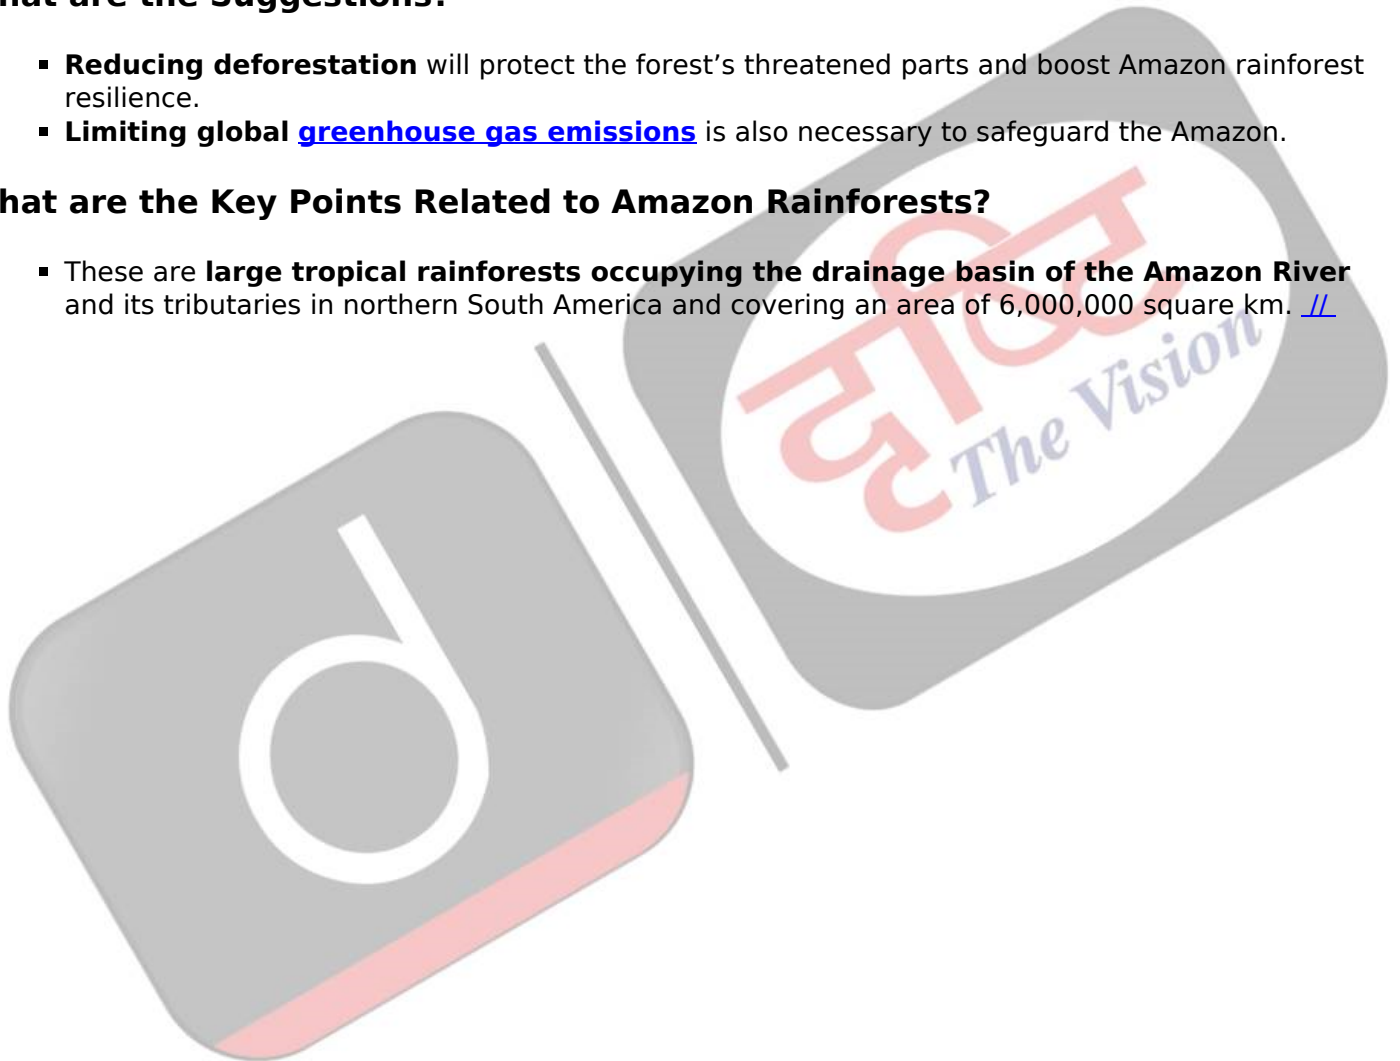 hat are the Suggestions?
▪ Reducing deforestation will protect the forest’s threatened parts and boost Amazon rainforest
resilience.
▪ Limiting global greenhouse gas emissions is also necessary to safeguard the Amazon.
hat are the Key Points Related to Amazon Rainforests?
▪ These are large tropical rainforests occupying the drainage basin of the Amazon River
and its tributaries in northern South America and covering an area of 6,000,000 square km. //
दृष्टि
The Vision
d